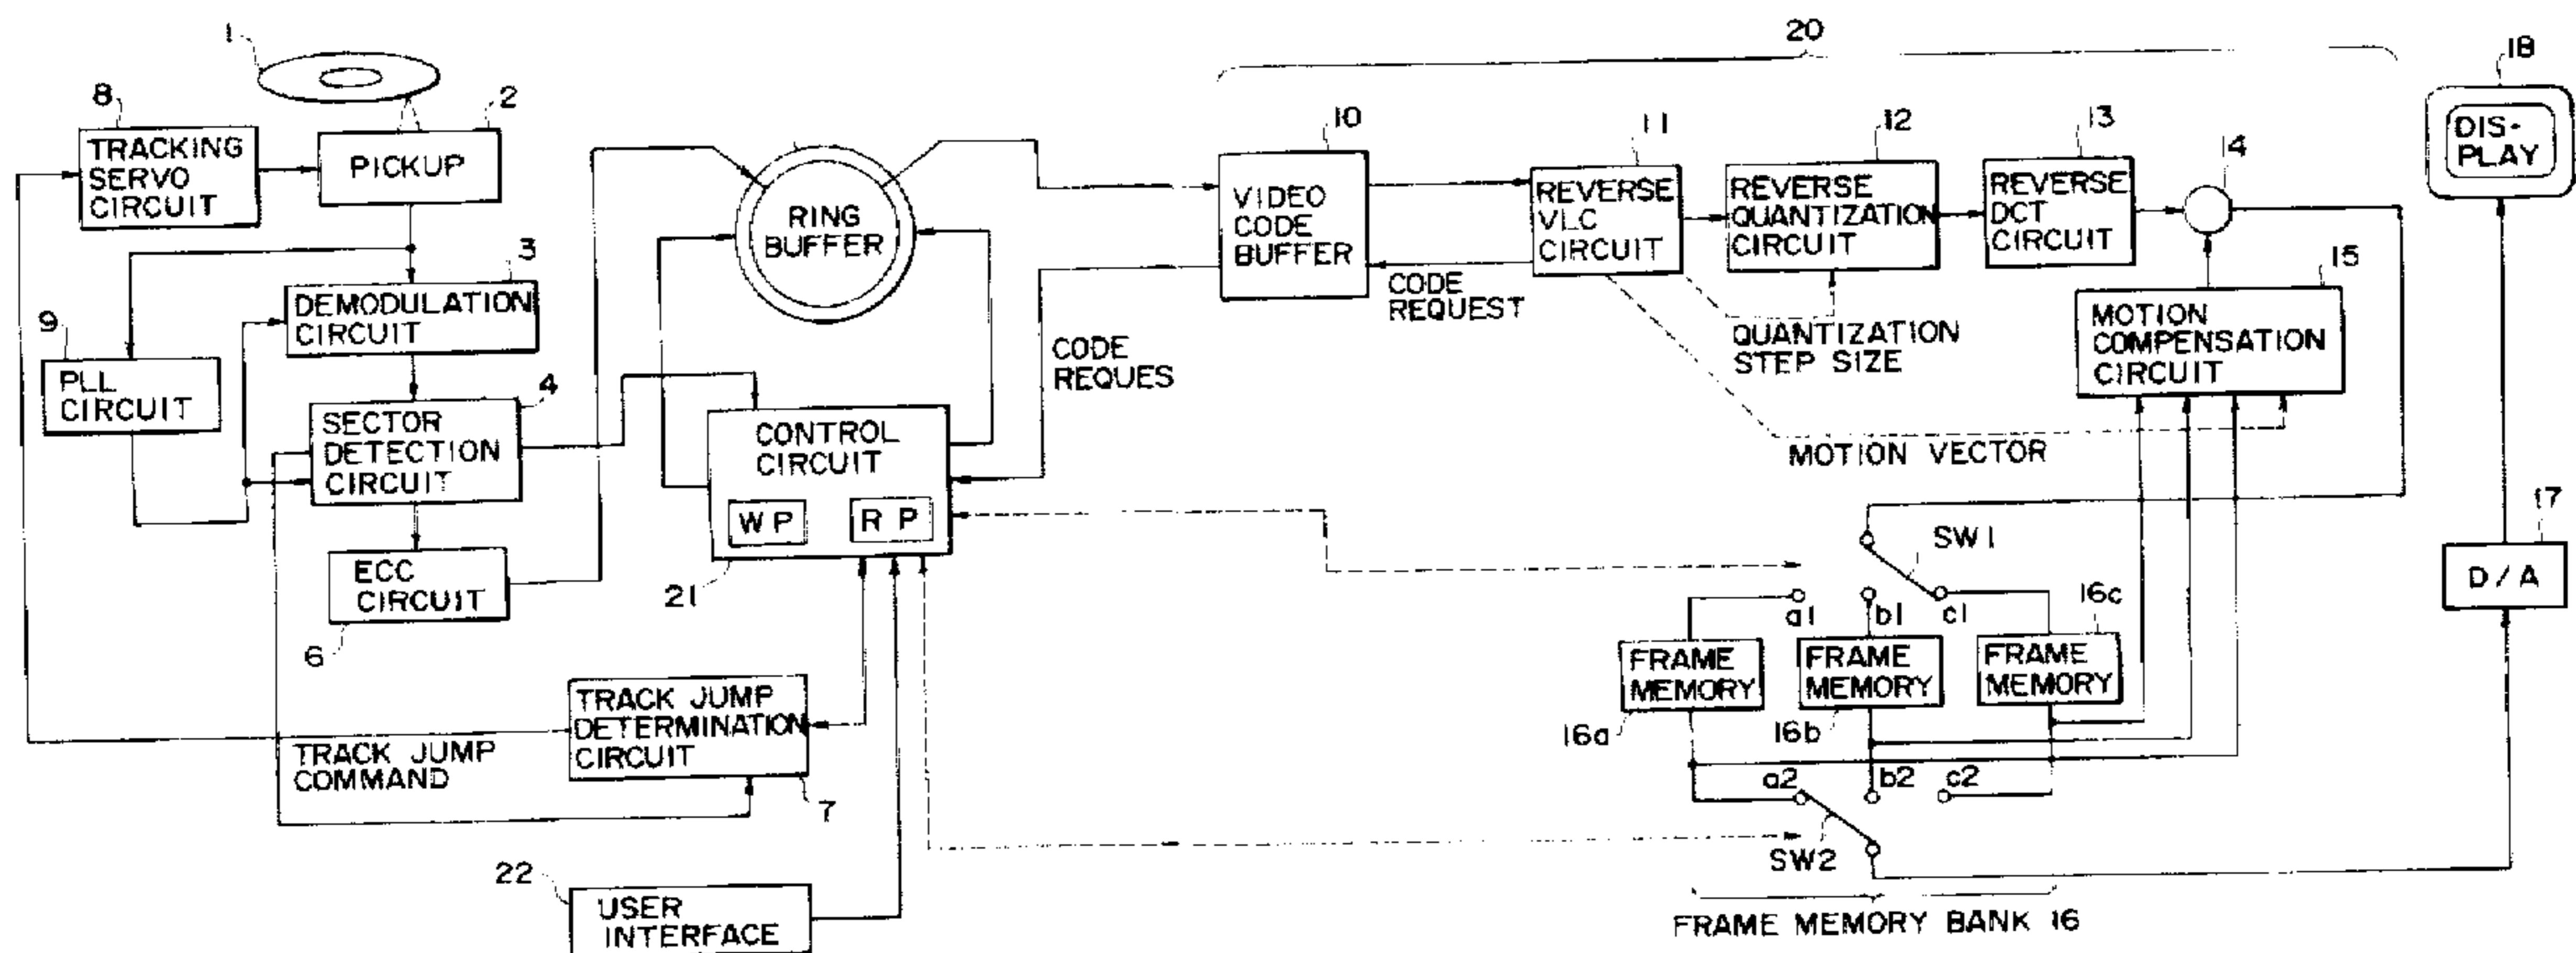 20
1
18
8
2
10
11
12
13
14
TRACKING
SERVO
CIRCUIT
PICKUP
RING
BUFFER
VIDEO
CODE
BUFFER
REVERSE
VLC
CIRCUIT
REVERSE
QUANTIZATION
CIRCUIT
REVERSE
DCT
CIRCUIT
DIS-
PLAY
3
DEMODULATION
CIRCUIT
CODE
REQUEST
15
MOTION
COMPENSATION
CIRCUIT
9
PLL
CIRCUIT
QUANTIZATION
STEP SIZE
CODE
REQUES
4
SECTOR
DETECTION
CIRCUIT
CONTROL
CIRCUIT
WP
RP
MOTION VECTOR
17
D/A
SW1
ECC
CIRCUIT
6
21
a1
b1
c1
16c
FRAME
MEMORY
FRAME
MEMORY
FRAME
MEMORY
16a
16b
TRACK JUMP
DETERMINATION
CIRCUIT
7
TRACK JUMP
COMMAND
a2
b2
c2
SW2
22
USER
INTERFACE
FRAME MEMORY BANK 16